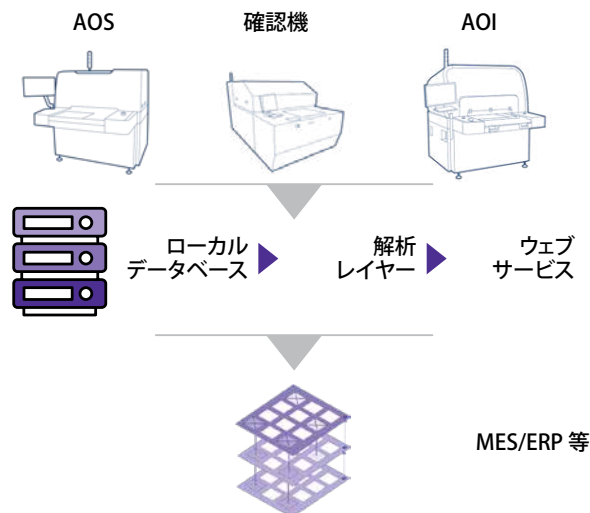 AOS
確認機
AOI
ローカル
データベース
解析
レイヤー
ウェブ
サービス
MES/ERP 等